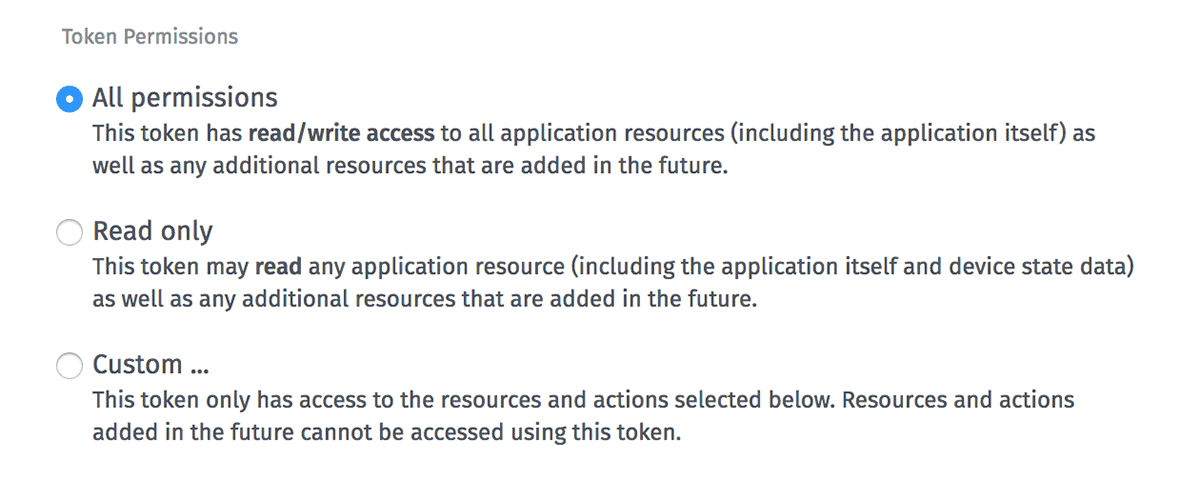 Token Permissions
All permissions
This token has read/write access to all application resources (including the application itself) as
well as any additional resources that are added in the future.
Read only
This token may read any application resource (including the application itself and device state data)
as well as any additional resources that are added in the future.
Custom ...
This token only has access to the resources and actions selected below. Resources and actions
added in the future cannot be accessed using this token.